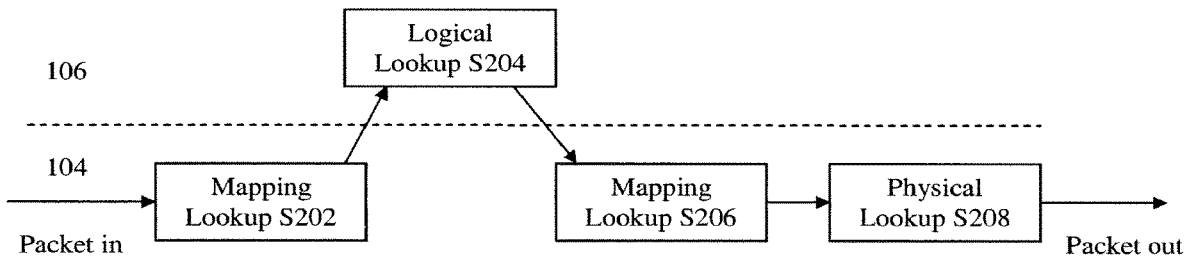 Logical
Lookup S204
106
104
Mapping
Lookup S202
Mapping
Lookup S206
Physical
Lookup S208
Packet in
Packet out